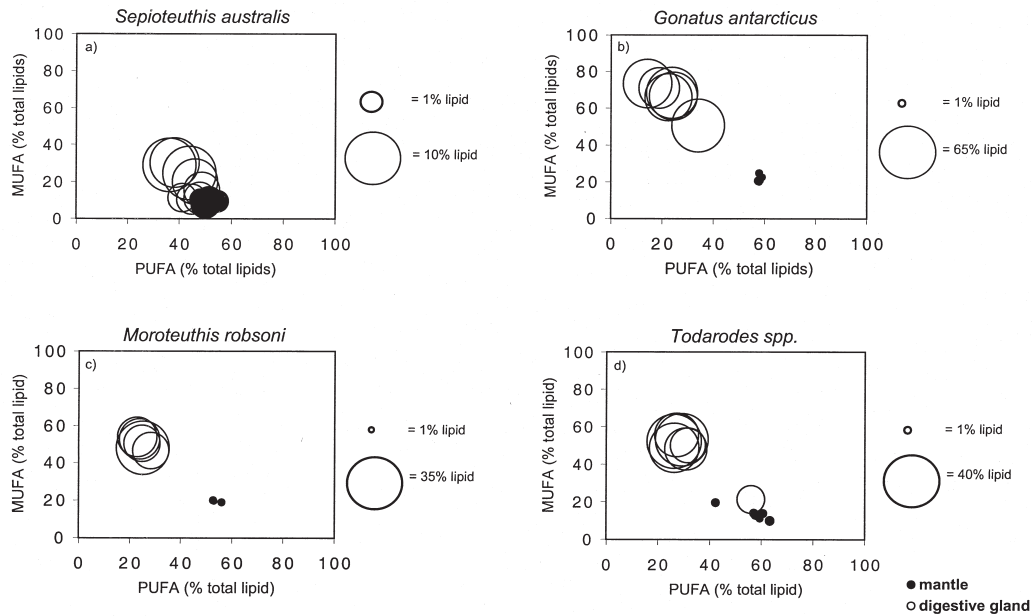 Sepioteuthis australis
a)
MUFA (% total lipids)
100
80
60
40
20
0
0 20 40 60 80 100
PUFA (% total lipids)
= 1% lipid
= 10% lipid
Gonatus antarcticus
b)
MUFA (% total lipids)
100
80
60
40
20
0
0 20 40 60 80 100
PUFA (% total lipids)
= 1% lipid
= 65% lipid
Moroteuthis robsoni
c)
MUFA (% total lipid)
100
80
60
40
20
0
0 20 40 60 80 100
PUFA (% total lipid)
= 1% lipid
= 35% lipid
Todarodes spp.
d)
MUFA (% total lipid)
100
80
60
40
20
0
0 20 40 60 80 100
PUFA (% total lipid)
= 1% lipid
= 40% lipid
mantle
digestive gland